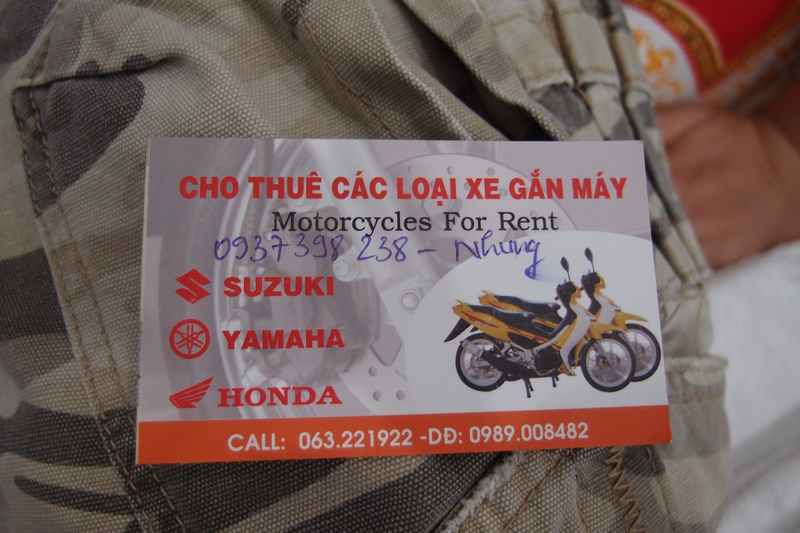 CHO THUÊ CÁC LOẠI XE GẮN MÁY
Motorcycles For Rent
0937398 238 - Nhung
SUZUKI
YAMAHA
HONDA
CALL: 063.221922 -DĐ: 0989.008482